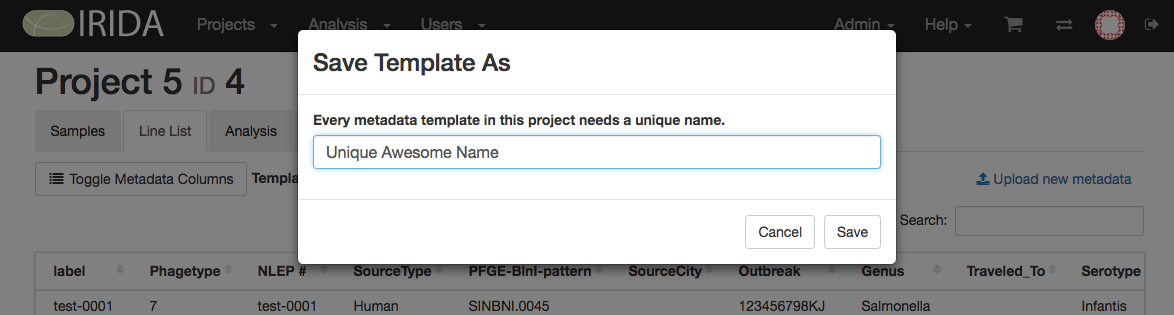 IRIDA Projects Analysis Users Admin Help
Save Template As
Project 5 ID 4
Every metadata template in this project needs a unique name.
Samples Line List Analysis
Unique Awesome Name
Toggle Metadata Columns Templa Upload new metadata
Search:
Cancel Save
label Phagetype NLEP # SourceType PFGE-BlnI-pattern SourceCity Outbreak Genus Traveled_To Serotype
test-0001 7 test-0001 Human SINBNI.0045 123456798KJ Salmonella Infantis